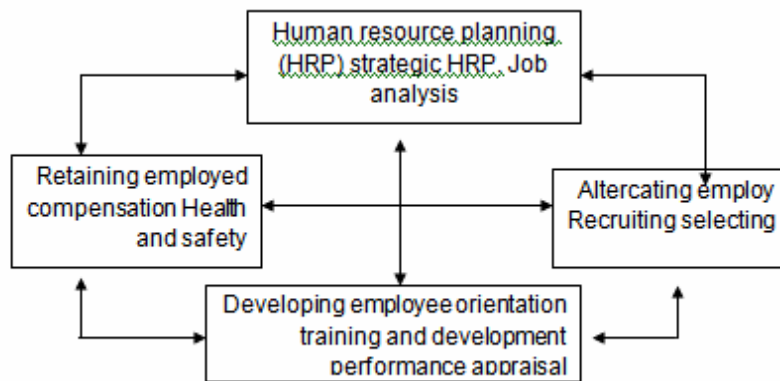 Human resource planning
(HRP) strategic HRP, Job
analysis
Retaining employed
compensation Health
and safety
Altercating employ
Recruiting selecting
Developing employee orientation
training and development
performance appraisal